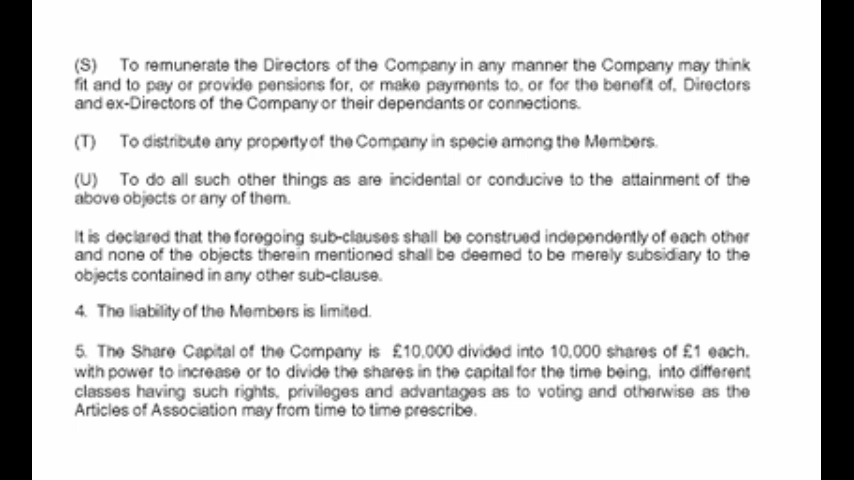 (S) To remunerate the Directors of the Company in any manner the Company may think
fit and to pay or provide pensions for, or make payments to, or for the benefit of, Directors
and ex-Directors of the Company or their dependants or connections.
(T) To distribute any property of the Company in specie among the Members.
(U) To do all such other things as are incidental or conducive to the attainment of the
above objects or any of them.
It is declared that the foregoing sub-clauses shall be construed independently of each other
and none of the objects therein mentioned shall be deemed to be merely subsidiary to the
objects contained in any other sub-clause.
4. The liability of the Members is limited.
5. The Share Capital of the Company is £10,000 divided into 10,000 shares of £1 each,
with power to increase or to divide the shares in the capital for the time being, into different
classes having such rights, privileges and advantages as to voting and otherwise as the
Articles of Association may from time to time prescribe.